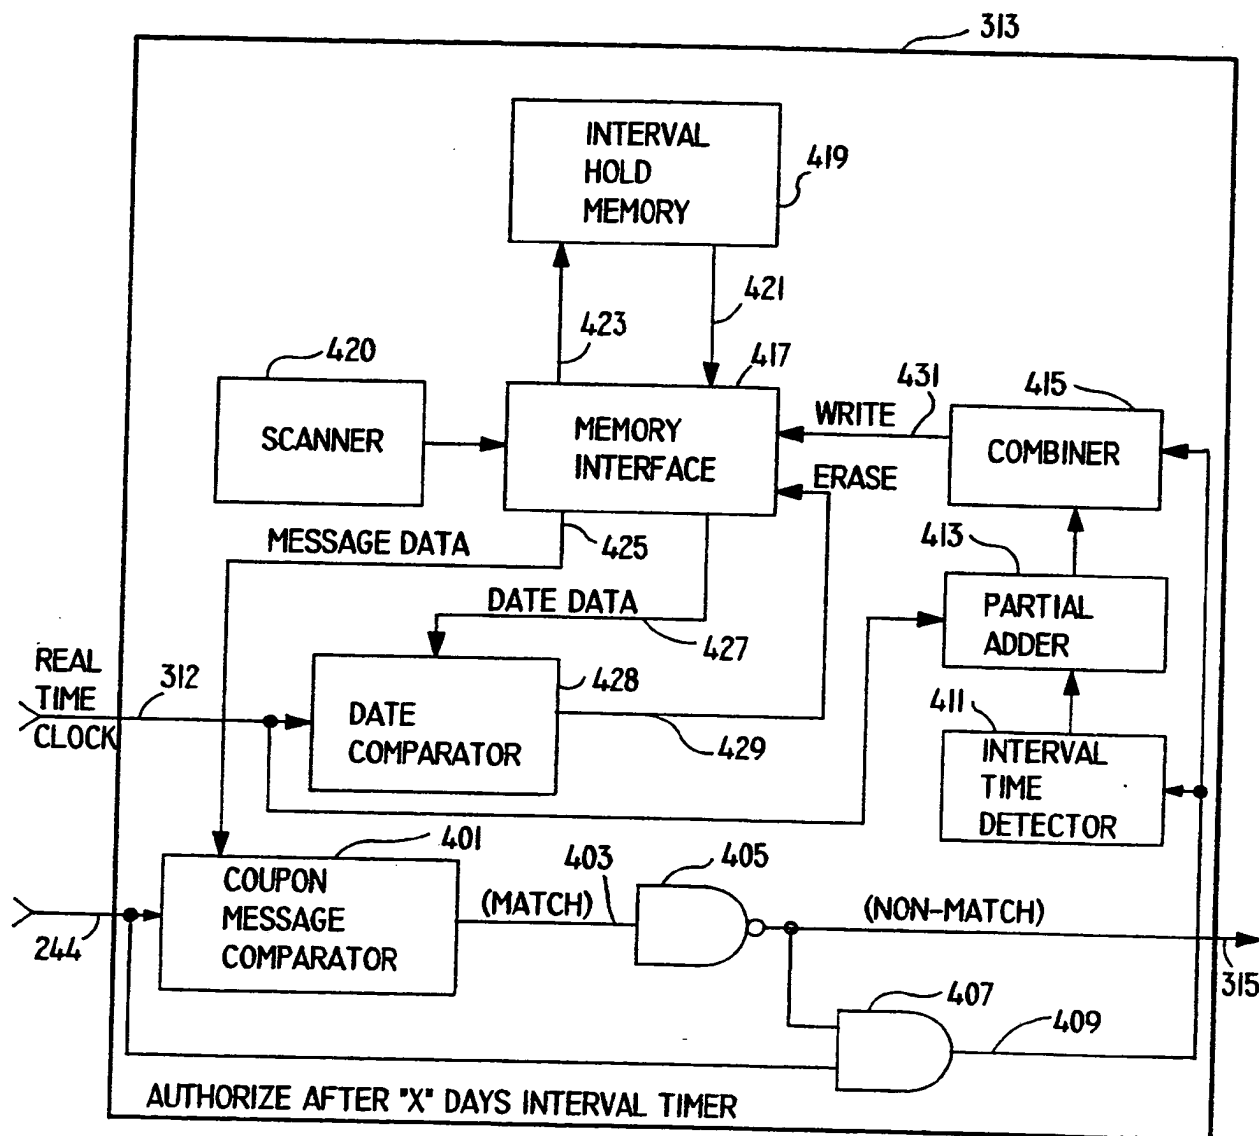 313
INTERVAL
HOLD
MEMORY
419
423
421
420
417
431
415
SCANNER
MEMORY
INTERFACE
WRITE
ERASE
COMBINER
MESSAGE DATA
425
413
DATE DATA
427
PARTIAL
ADDER
REAL
TIME
CLOCK
312
428
DATE
COMPARATOR
429
411
INTERVAL
TIME
DETECTOR
401
403
405
COUPON
MESSAGE
COMPARATOR
(MATCH)
(NON-MATCH)
244
315
407
409
AUTHORIZE AFTER "X" DAYS INTERVAL TIMER